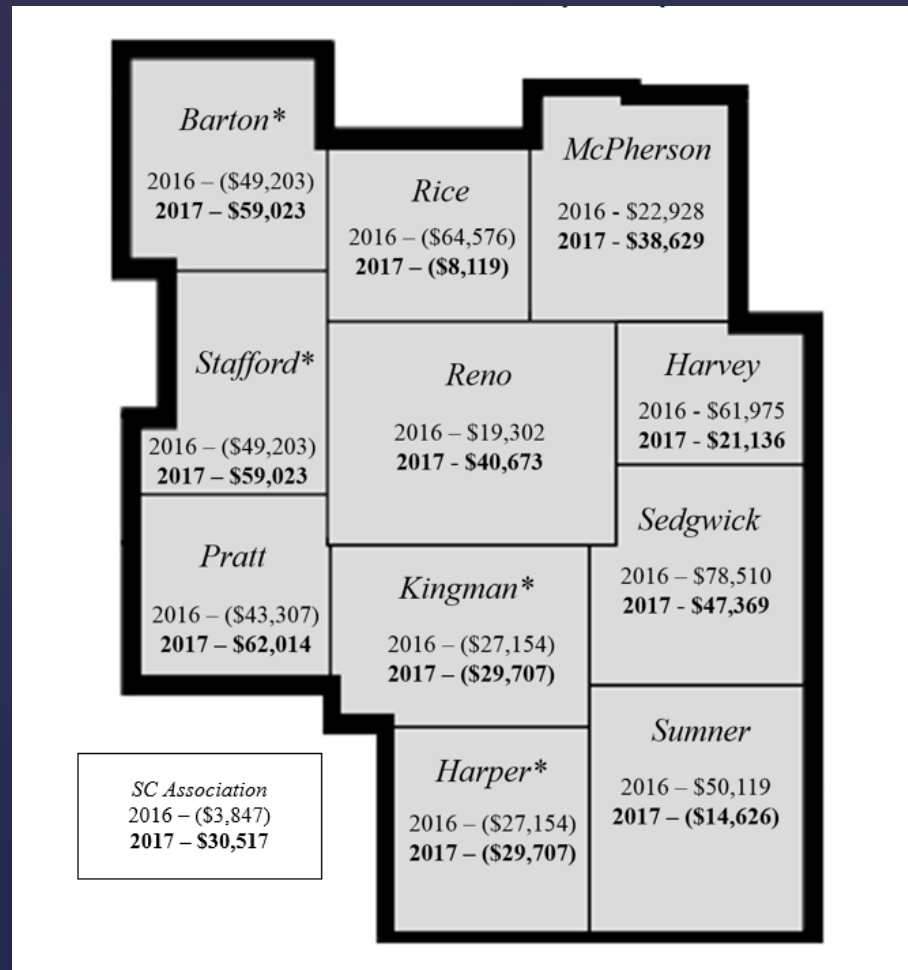 Barton*
2016 – ($49,203)
2017 – $59,023
Rice
2016 – ($64,576)
2017 – ($8,119)
McPherson
2016 - $22,928
2017 - $38,629
Stafford*
2016 – ($49,203)
2017 – $59,023
Reno
2016 – $19,302
2017 - $40,673
Harvey
2016 - $61,975
2017 - $21,136
Pratt
2016 – ($43,307)
2017 – $62,014
Kingman*
2016 – ($27,154)
2017 – ($29,707)
Sedgwick
2016 – $78,510
2017 - $47,369
Harper*
2016 – ($27,154)
2017 – ($29,707)
Sumner
2016 – $50,119
2017 – ($14,626)
SC Association
2016 – ($3,847)
2017 – $30,517